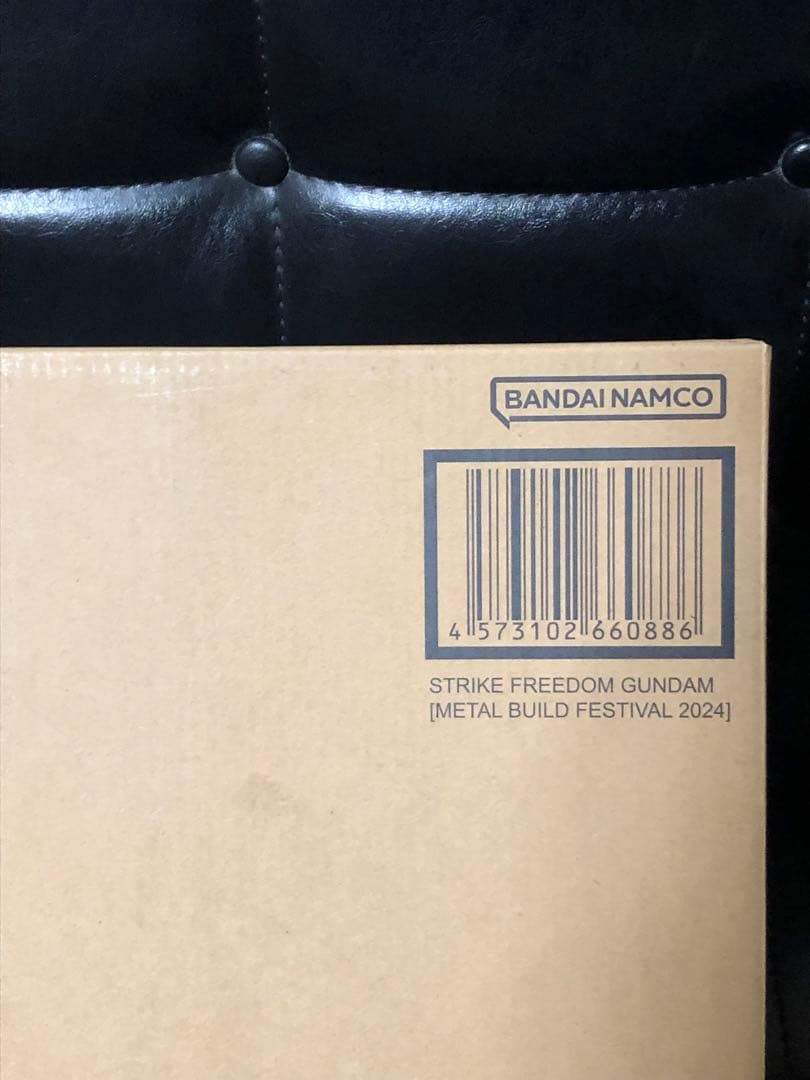 BANDAI NAMCO
4 573102 660886
STRIKE FREEDOM GUNDAM
[METAL BUILD FESTIVAL 2024]